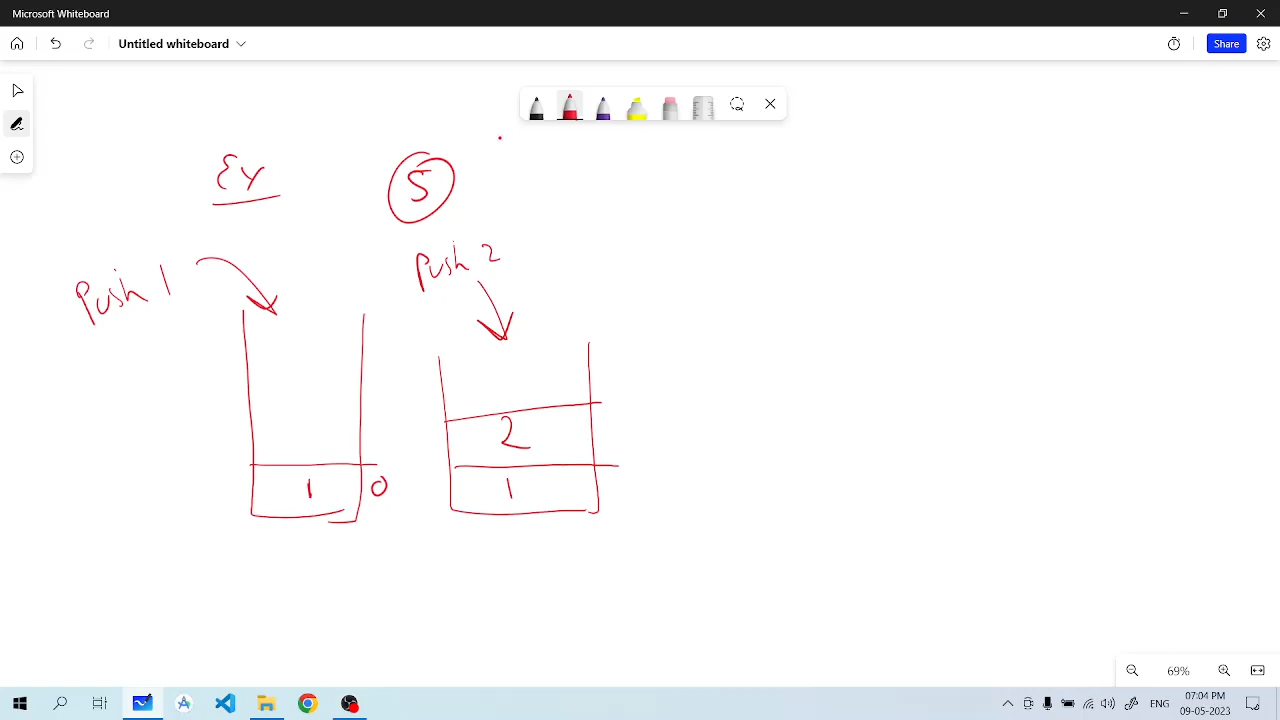 Microsoft Whiteboard
Untitled whiteboard
Share
Ex
5
Push 1
Push 2
2
1
0
1
69%
ENG
07:04 PM
09-05-2023